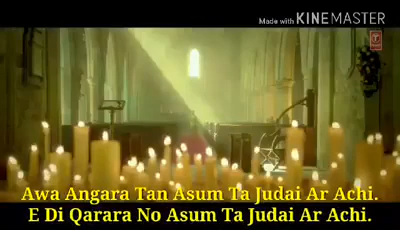 Made with KINEMASTER
Awa Angara Tan Asum Ta Judai Ar Achi.
E Di Qarara No Asum Ta Judai Ar Achi.